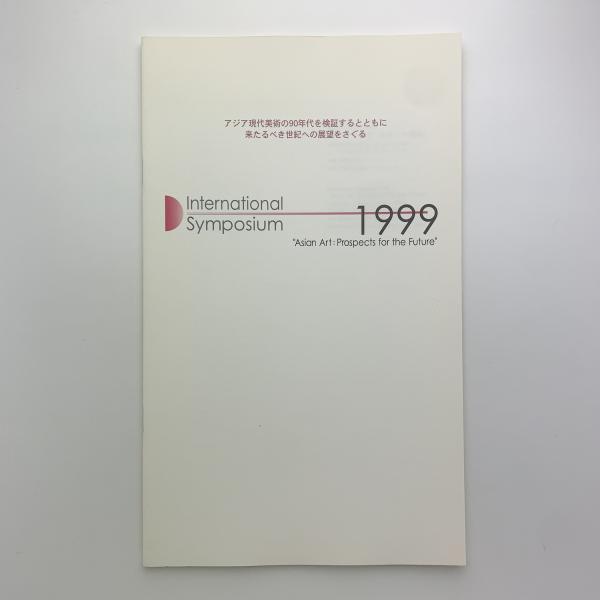 アジア現代美術の90年代を検証するとともに
来たるべき世紀への展望をさぐる
International
Symposium
1999
"Asian Art: Prospects for the Future"